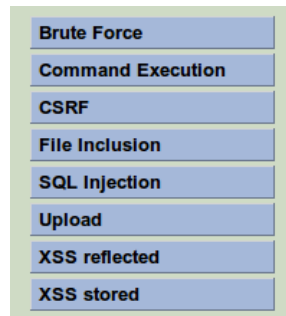 Brute Force
Command Execution
CSRF
File Inclusion
SQL Injection
Upload
XSS reflected
XSS stored